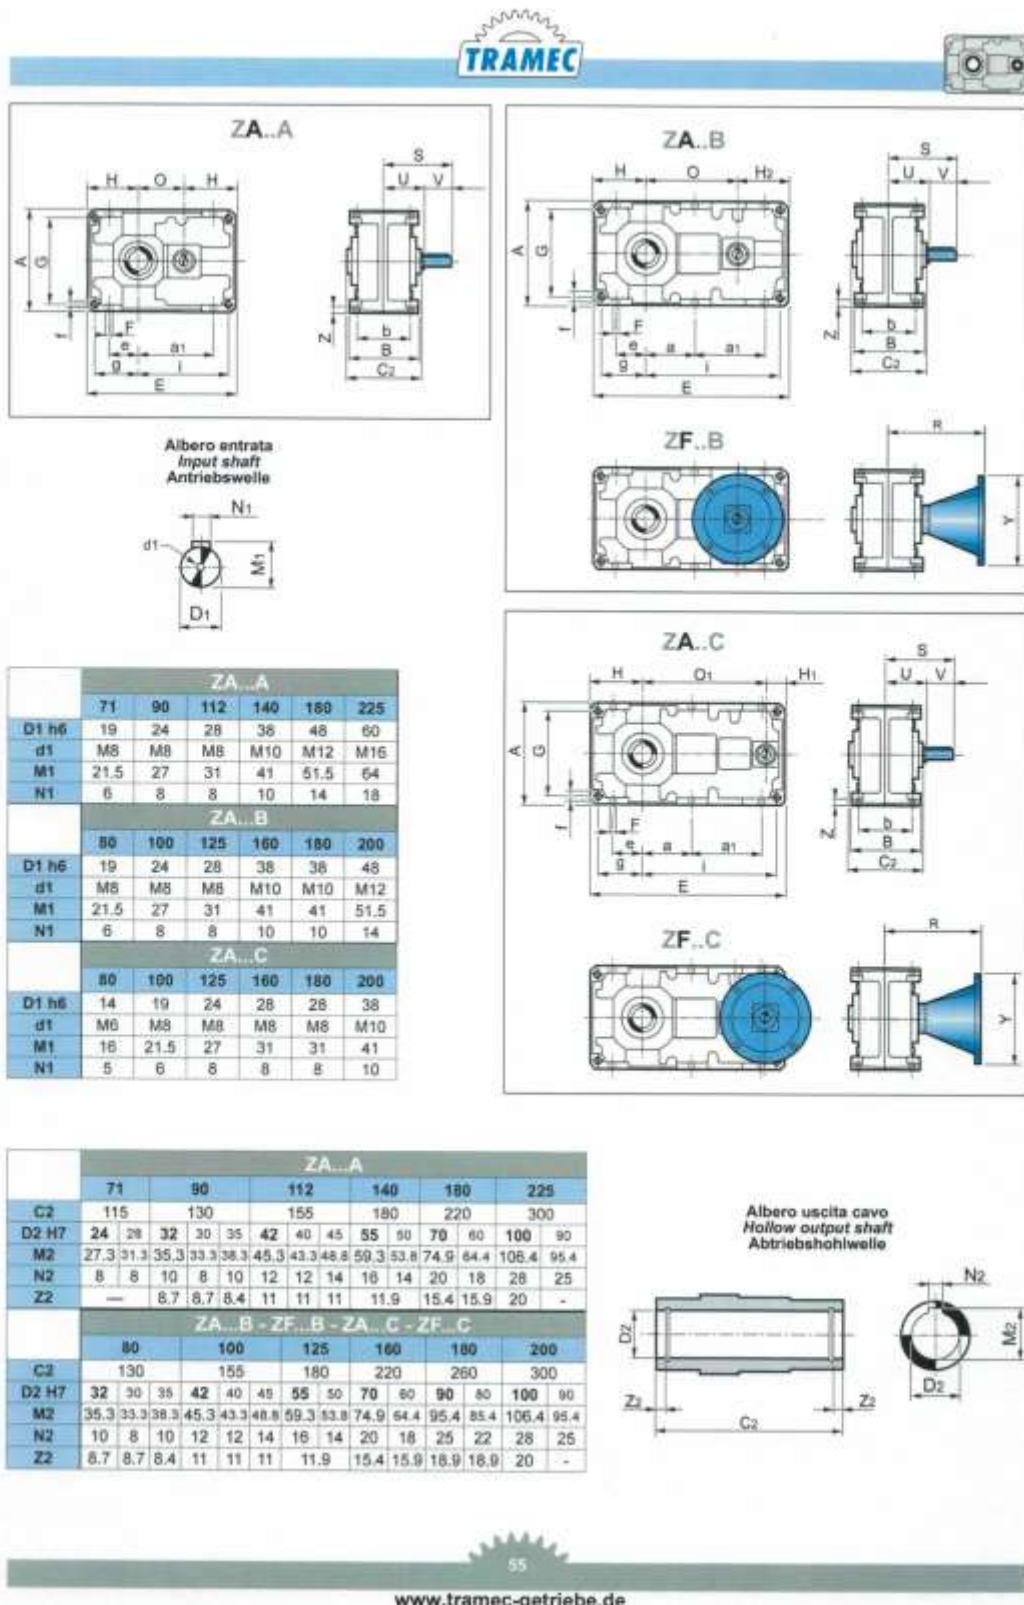 TRAMEC
ZA..A
H O H
S
U V
A G
f F
e a1
g i
E
Z
b
B
C2
ZA..B
H O H2
S
U V
A G
f F
e a a1
g i
E
Z
b
B
C2
ZF..B
R
Y
Albero entrata
Input shaft
Antriebswelle
N1
d1
M1
D1
ZA..C
H O1 H1
S
U V
A G
f F
e a a1
g i
E
Z
b
B
C2
ZF..C
R
Y
ZA...A
71 90 112 140 180 225
D1 h6 19 24 28 38 48 60
d1 M8 M8 M8 M10 M12 M16
M1 21.5 27 31 41 51.5 64
N1 6 8 8 10 14 18
ZA...B
80 100 125 160 180 200
D1 h6 19 24 28 38 38 48
d1 M8 M8 M8 M10 M10 M12
M1 21.5 27 31 41 41 51.5
N1 6 8 8 10 10 14
ZA...C
80 100 125 160 180 200
D1 h6 14 19 24 28 28 38
d1 M6 M8 M8 M8 M8 M10
M1 16 21.5 27 31 31 41
N1 5 6 8 8 8 10
ZA...A
71 90 112 140 180 225
C2 115 130 155 180 220 300
D2 H7 24 28 32 30 35 42 40 45 55 50 70 60 100 90
M2 27.3 31.3 35.3 33.3 38.3 45.3 43.3 48.8 59.3 53.8 74.9 64.4 106.4 95.4
N2 8 8 10 8 10 12 12 14 16 14 20 18 28 25
Z2 — 8.7 8.7 8.4 11 11 11 11.9 15.4 15.9 20 -
ZA...B - ZF...B - ZA...C - ZF...C
80 100 125 160 180 200
C2 130 155 180 220 260 300
D2 H7 32 30 35 42 40 45 55 50 70 60 90 80 100 90
M2 35.3 33.3 38.3 45.3 43.3 48.8 59.3 53.8 74.9 64.4 95.4 85.4 106.4 95.4
N2 10 8 10 12 12 14 16 14 20 18 25 22 28 25
Z2 8.7 8.7 8.4 11 11 11 11.9 15.4 15.9 18.9 18.9 20 -
Albero uscita cavo
Hollow output shaft
Abtriebshohlwelle
D2
Z2 Z2
C2
N2
M2
D2
55
www.tramec-getriebe.de